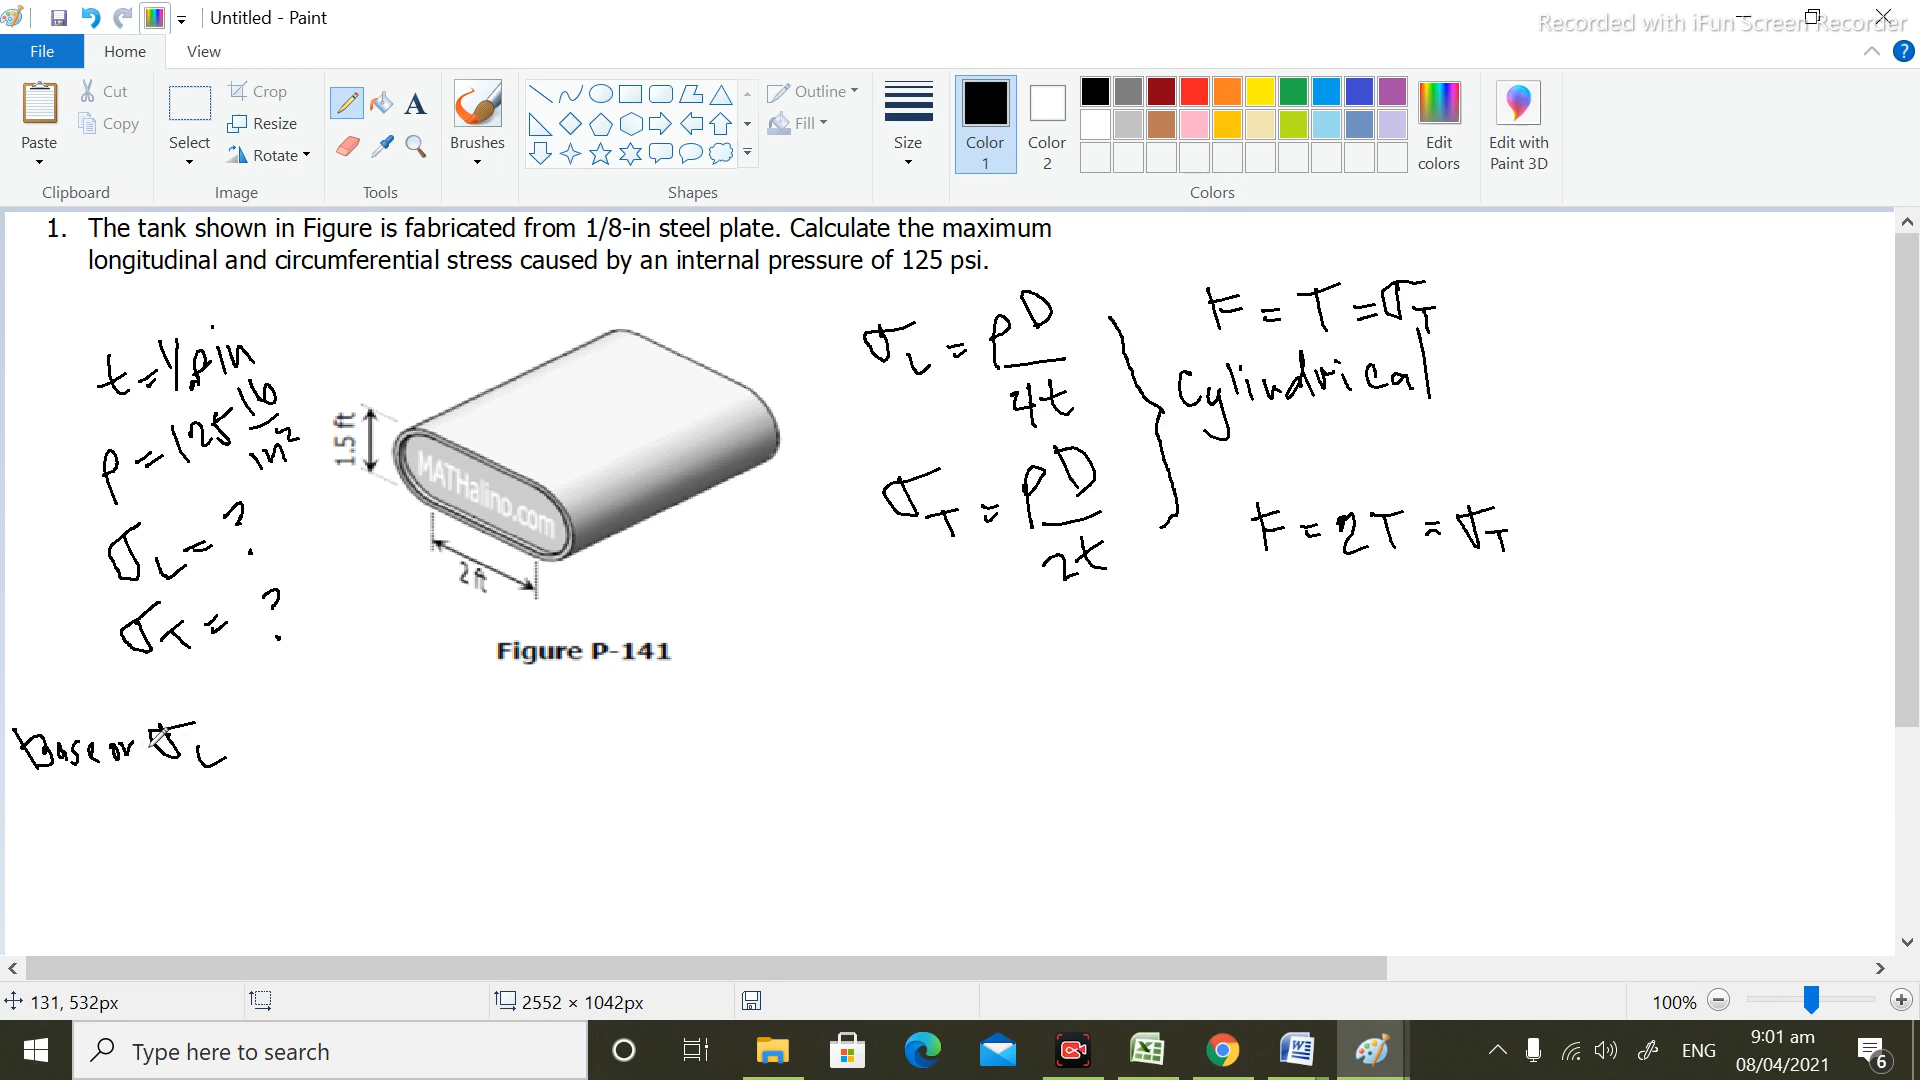 Untitled - Paint
Recorded with iFun Screen Recorder
File Home View
Paste
Cut
Copy
Clipboard
Select
Crop
Resize
Rotate
Image
Tools
Brushes
Shapes
Outline
Fill
Size
Color 1
Color 2
Colors
Edit colors
Edit with Paint 3D
1. The tank shown in Figure is fabricated from 1/8-in steel plate. Calculate the maximum
longitudinal and circumferential stress caused by an internal pressure of 125 psi.
t = 1/8 in
P = 125 lb/in²
σL = ?
σT = ?
1.5 ft
MATHalino.com
2 ft
Figure P-141
σL = PD/4t
σT = PD/2t
F = T = σT
Cylindrical
F = 2T = σT
Base on σL
131, 532px
2552 × 1042px
100%
Type here to search
ENG
9:01 am
08/04/2021
6